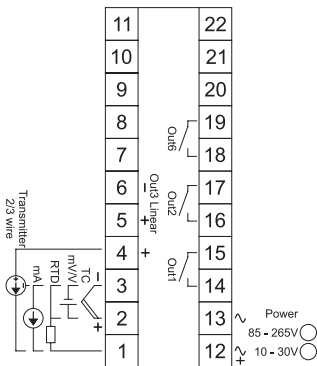 11 22
10 21
9 20
8 19
7 18
6 17
5 16
4 15
3 14
2 13
1 12
Out6
Out2
Out1
− Out3 Linear
+
+
Transmitter
2/3 wire
mA
RTD
mV/V
TC
−
+
− +
Power
∿ 85 - 265V
∿ 10 - 30V
+